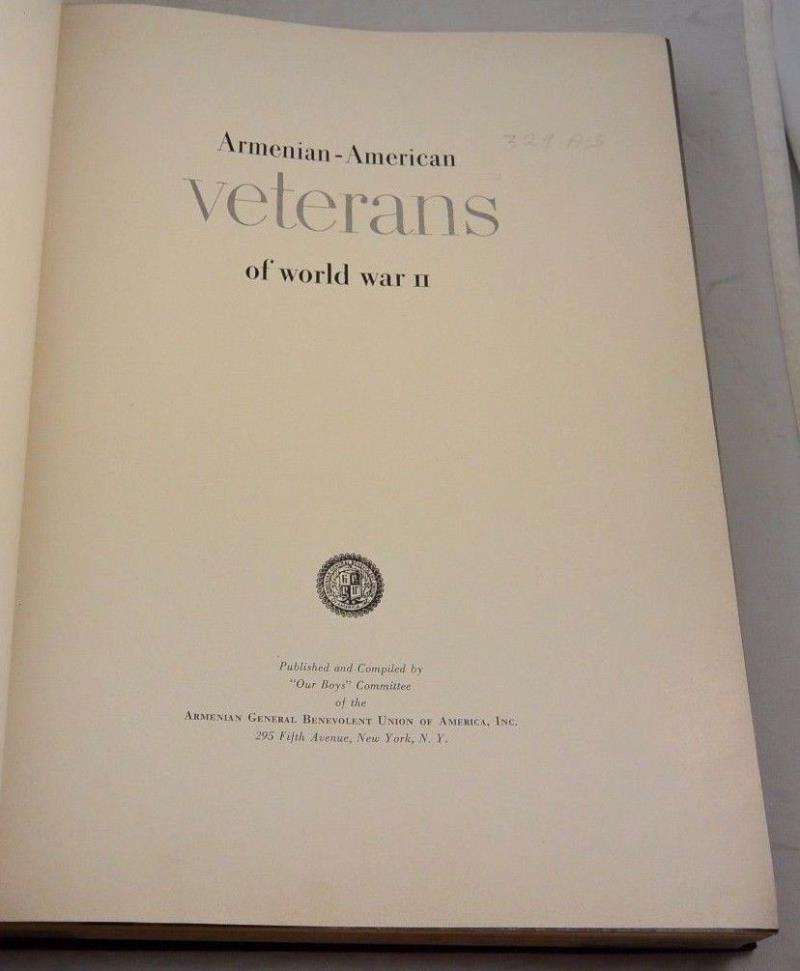 Armenian-American
329 A-S
veterans
of world war II
Published and Compiled by
"Our Boys" Committee
of the
ARMENIAN GENERAL BENEVOLENT UNION OF AMERICA, INC.
295 Fifth Avenue, New York, N. Y.